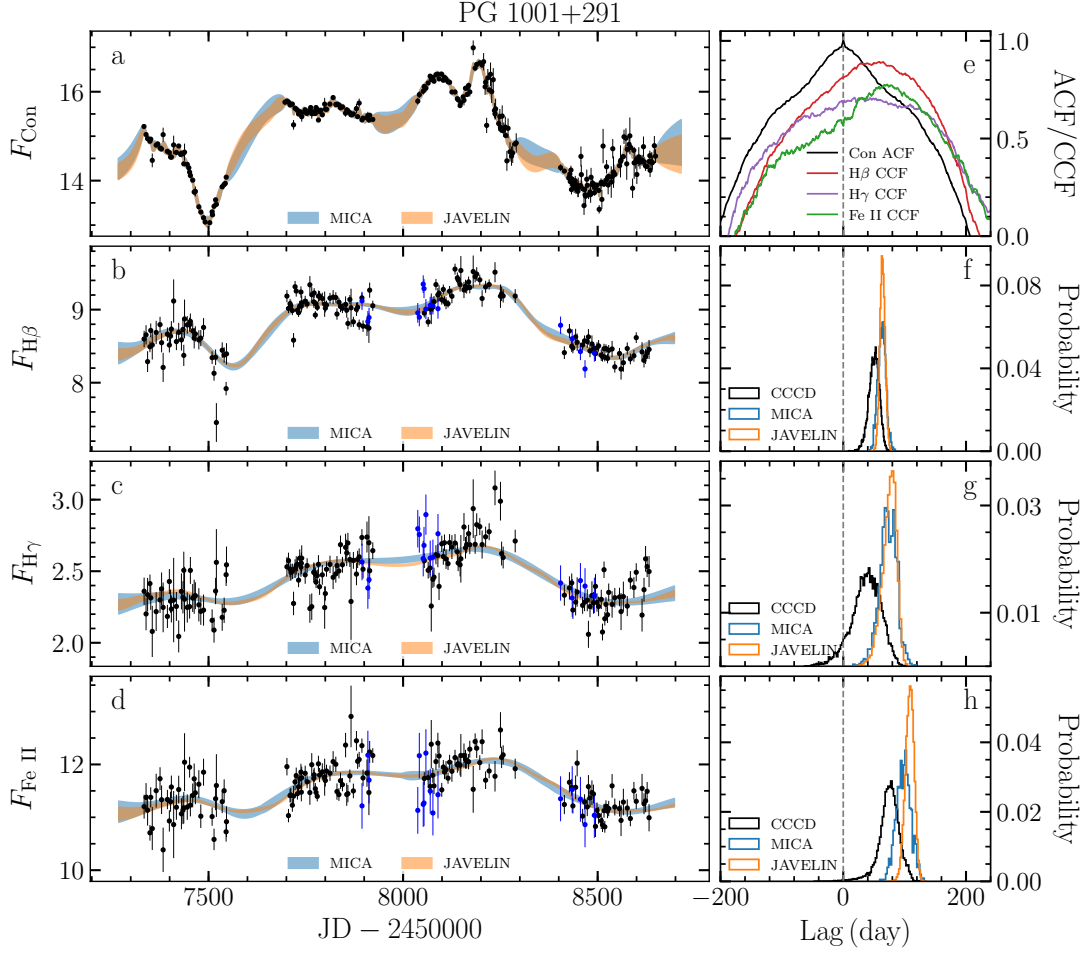 PG 1001+291
a
16
14
F_Con
MICA
JAVELIN
e
1.0
0.5
0.0
ACF/CCF
Con ACF
Hβ CCF
Hγ CCF
Fe II CCF
b
9
8
F_Hβ
MICA
JAVELIN
f
0.08
0.04
0.00
Probability
CCCD
MICA
JAVELIN
c
3.0
2.5
2.0
F_Hγ
MICA
JAVELIN
g
0.03
0.01
Probability
CCCD
MICA
JAVELIN
d
12
11
10
F_Fe II
MICA
JAVELIN
h
0.04
0.02
0.00
Probability
CCCD
MICA
JAVELIN
7500
8000
8500
JD − 2450000
−200
0
200
Lag (day)